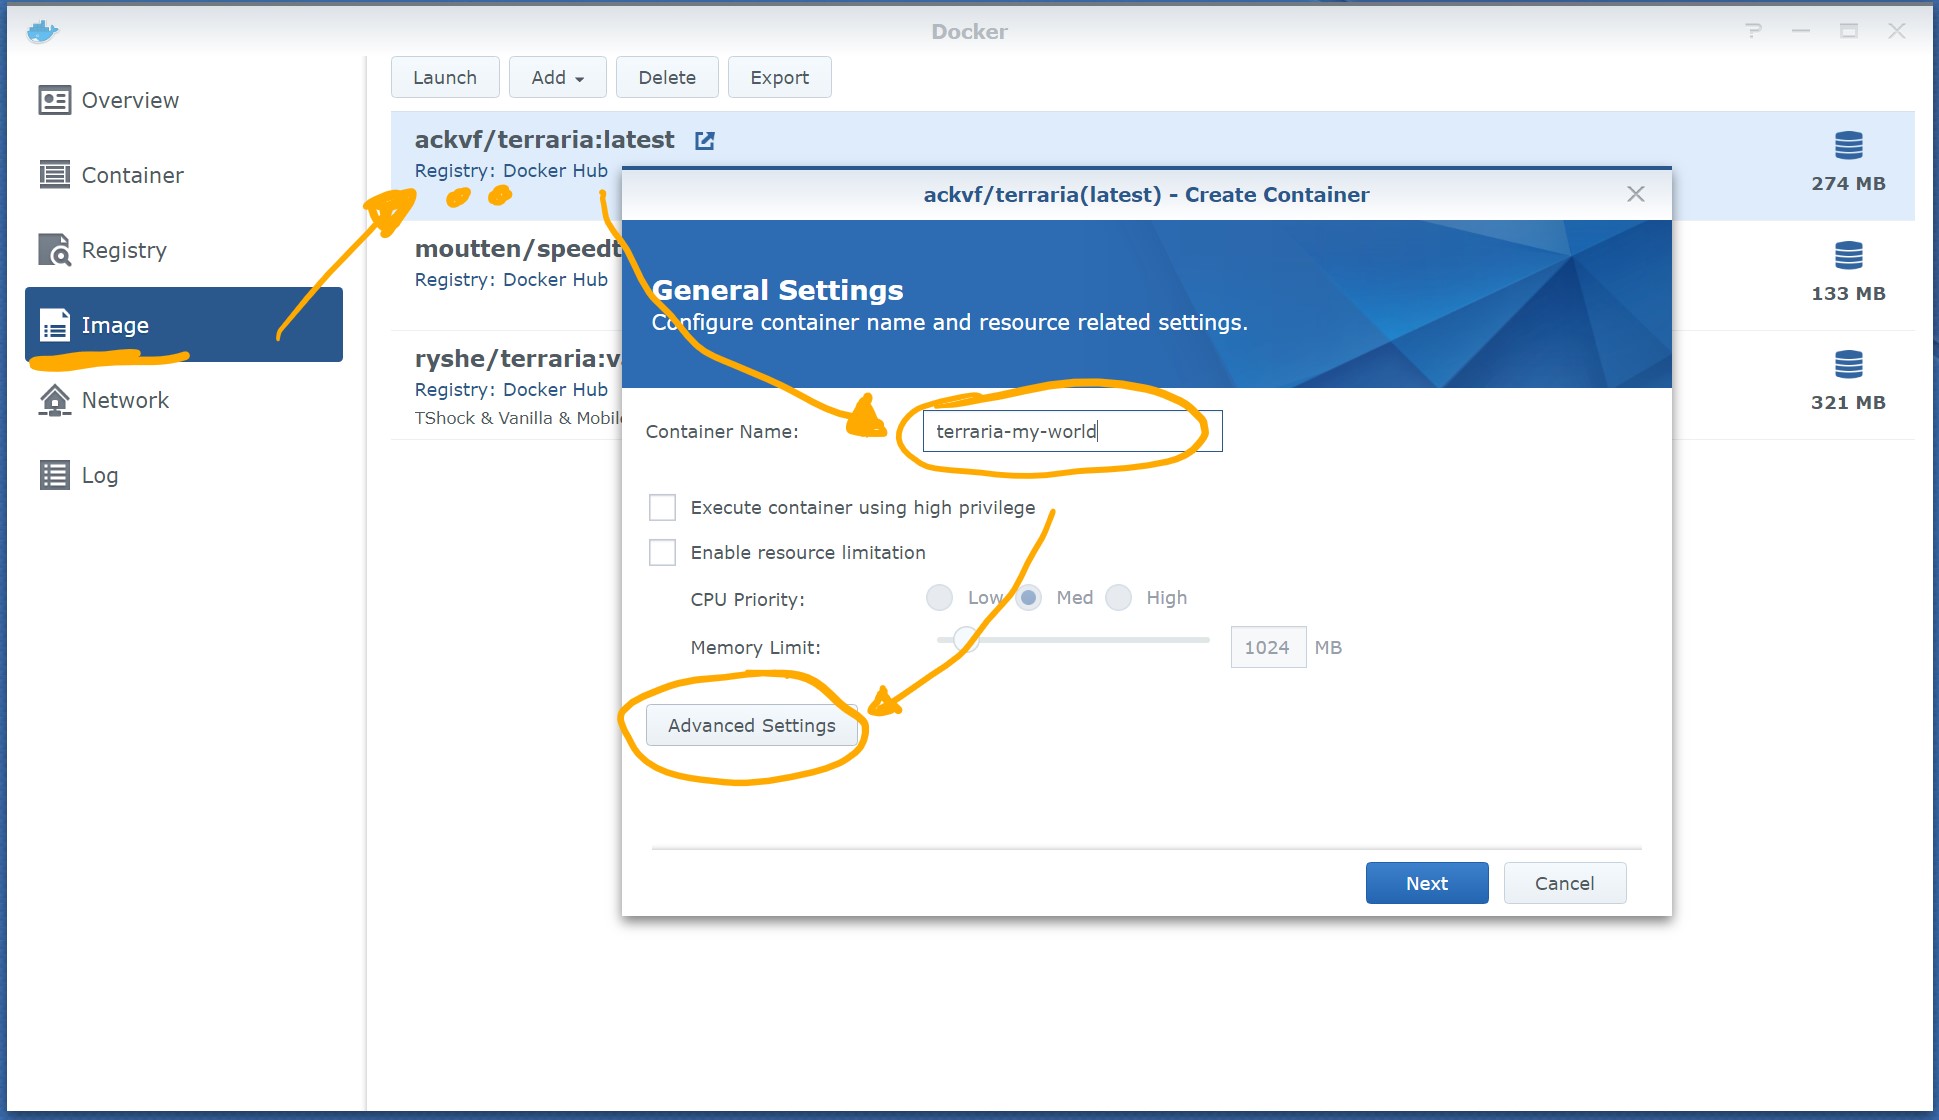 Docker
Overview
Container
Registry
Image
Network
Log
Launch
Add
Delete
Export
ackvf/terraria:latest
Registry: Docker Hub
274 MB
moutten/speedt
Registry: Docker Hub
133 MB
ryshe/terraria:v
Registry: Docker Hub
TShock & Vanilla & Mobil
321 MB
ackvf/terraria(latest) - Create Container
General Settings
Configure container name and resource related settings.
Container Name:
terraria-my-world
Execute container using high privilege
Enable resource limitation
CPU Priority:
Low
Med
High
Memory Limit:
1024
MB
Advanced Settings
Next
Cancel